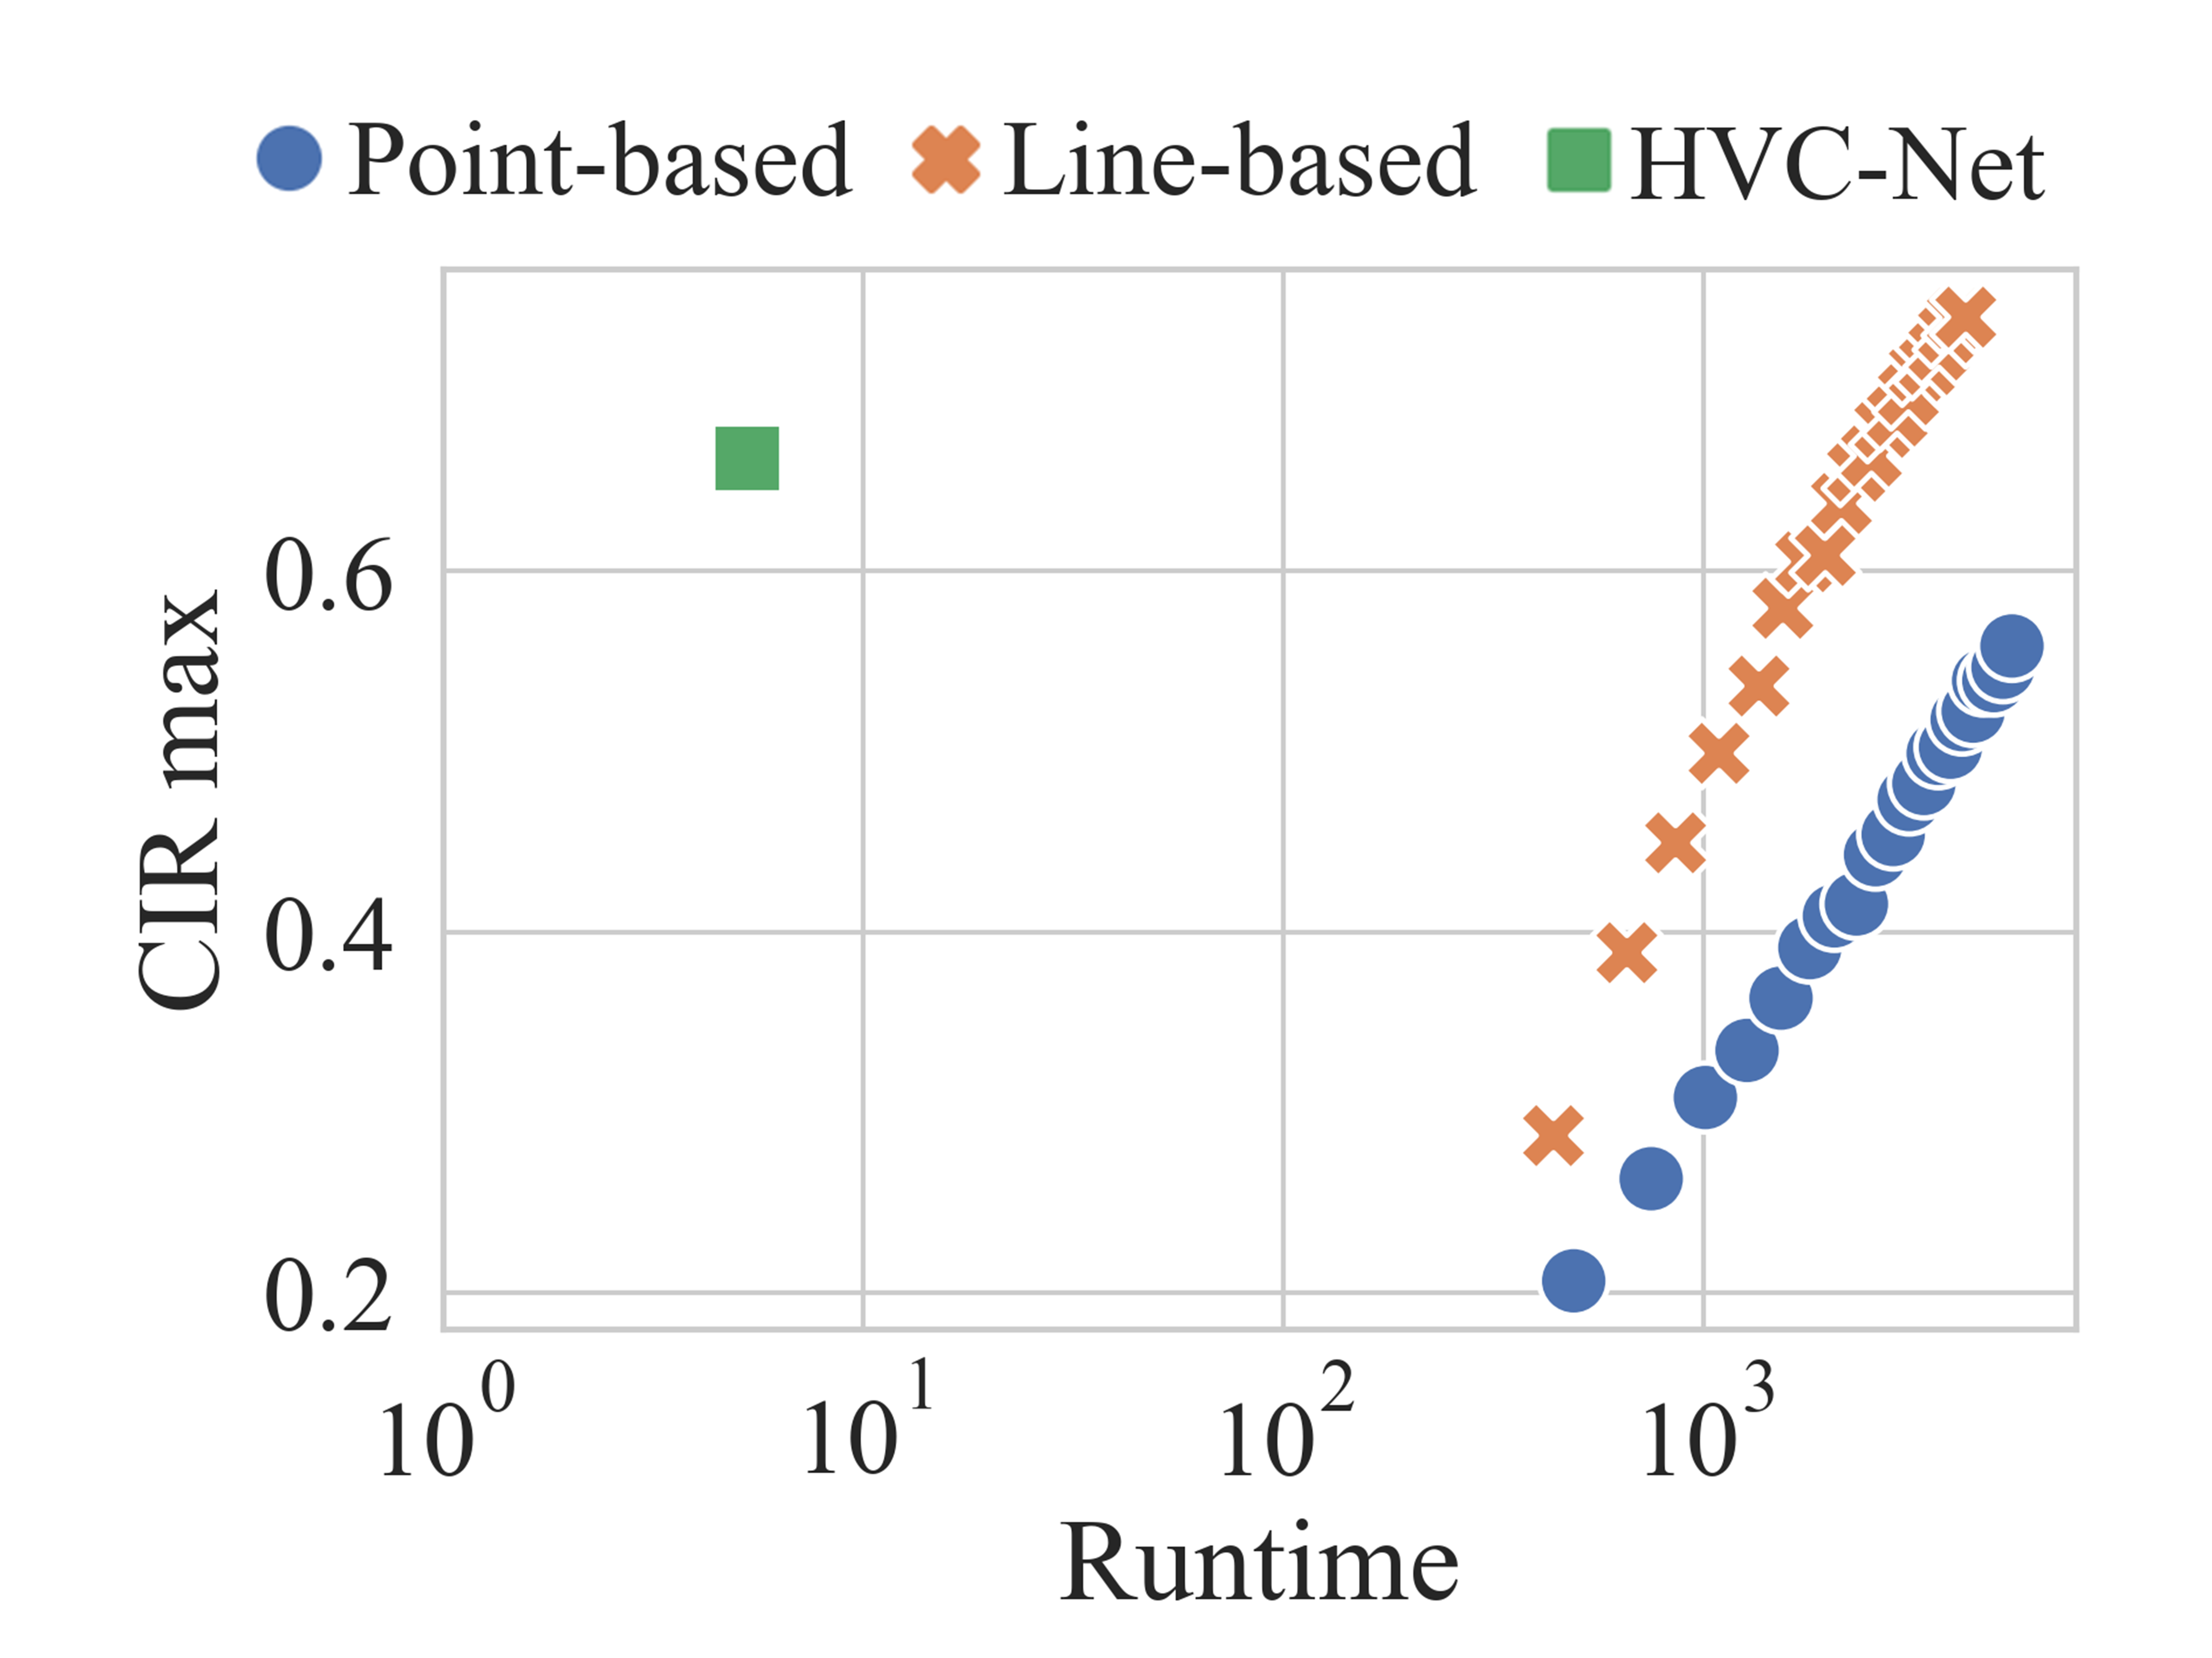 Point-based Line-based HVC-Net
CIR max
0.6
0.4
0.2
10^0 10^1 10^2 10^3
Runtime